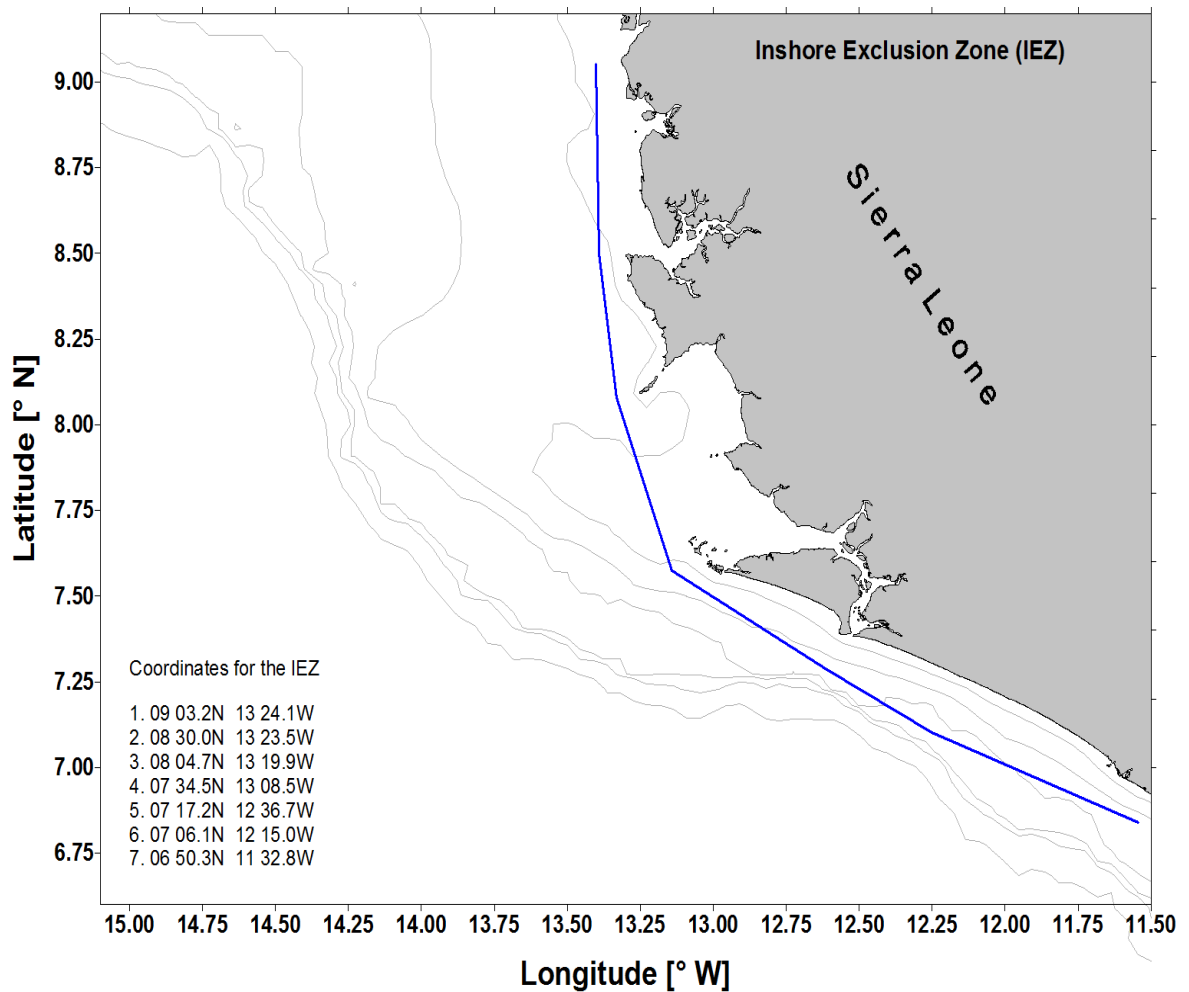 Inshore Exclusion Zone (IEZ)
Sierra Leone
Latitude [° N]
9.00
8.75
8.50
8.25
8.00
7.75
7.50
7.25
7.00
6.75
Coordinates for the IEZ
1. 09 03.2N 13 24.1W
2. 08 30.0N 13 23.5W
3. 08 04.7N 13 19.9W
4. 07 34.5N 13 08.5W
5. 07 17.2N 12 36.7W
6. 07 06.1N 12 15.0W
7. 06 50.3N 11 32.8W
15.00 14.75 14.50 14.25 14.00 13.75 13.50 13.25 13.00 12.75 12.50 12.25 12.00 11.75 11.50
Longitude [° W]